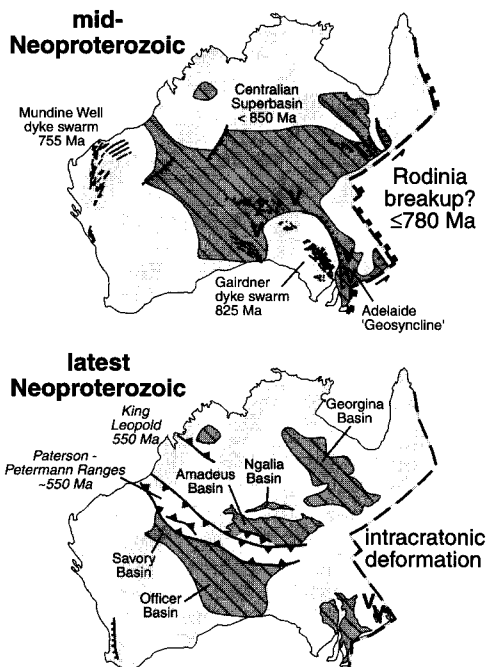 mid-
Neoproterozoic
Centralian
Superbasin
< 850 Ma
Mundine Well
dyke swarm
755 Ma
Rodinia
breakup?
≤780 Ma
V
V
Gairdner
dyke swarm
825 Ma
Adelaide
'Geosyncline'
latest
Neoproterozoic
King
Leopold
550 Ma
Georgina
Basin
Paterson -
Petermann Ranges
~550 Ma
Ngalia
Basin
Amadeus
Basin
intracratonic
deformation
Savory
Basin
Officer
Basin
V
V